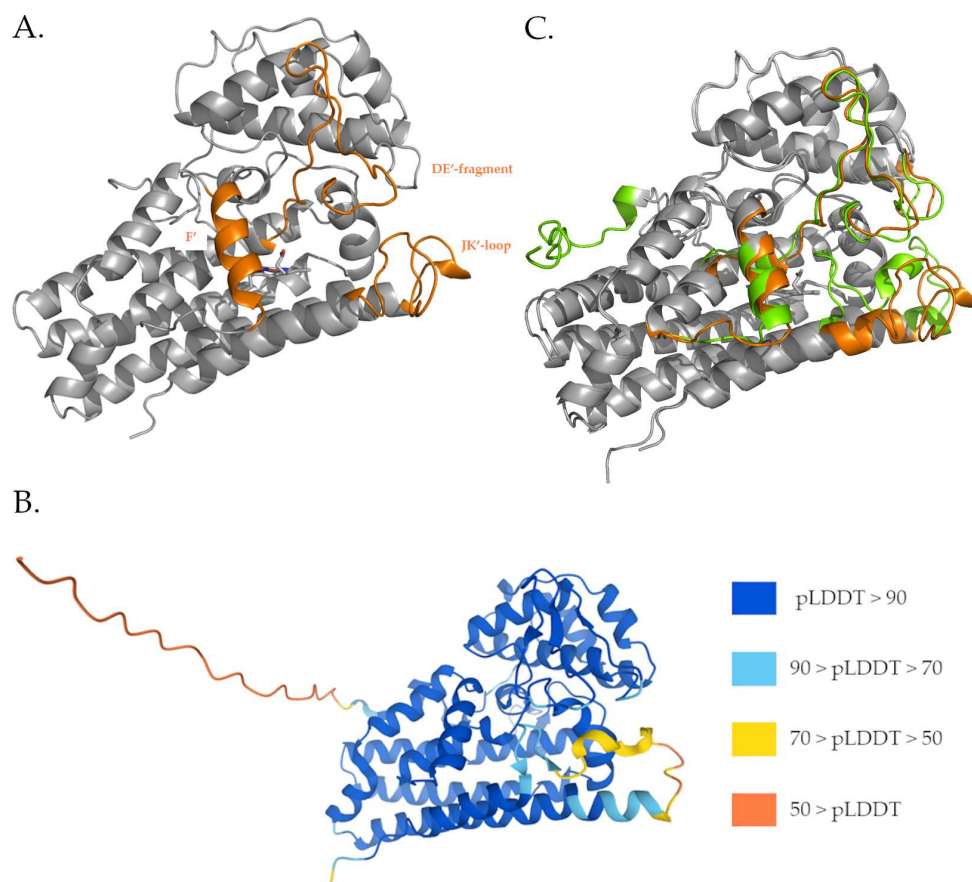 A.
C.
DE′-fragment
F′
JK′-loop
B.
pLDDT > 90
90 > pLDDT > 70
70 > pLDDT > 50
50 > pLDDT